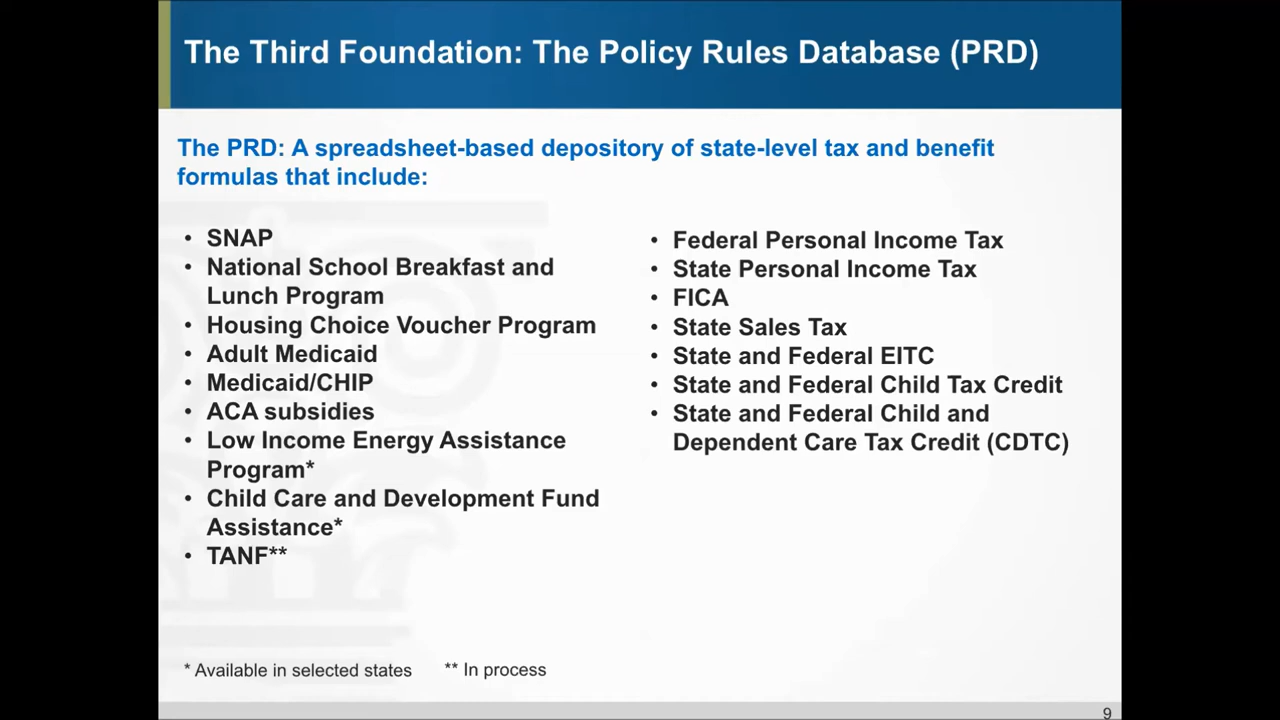 The Third Foundation: The Policy Rules Database (PRD)
The PRD: A spreadsheet-based depository of state-level tax and benefit
formulas that include:
• SNAP
• National School Breakfast and
Lunch Program
• Housing Choice Voucher Program
• Adult Medicaid
• Medicaid/CHIP
• ACA subsidies
• Low Income Energy Assistance
Program*
• Child Care and Development Fund
Assistance*
• TANF**
• Federal Personal Income Tax
• State Personal Income Tax
• FICA
• State Sales Tax
• State and Federal EITC
• State and Federal Child Tax Credit
• State and Federal Child and
Dependent Care Tax Credit (CDTC)
* Available in selected states ** In process
9